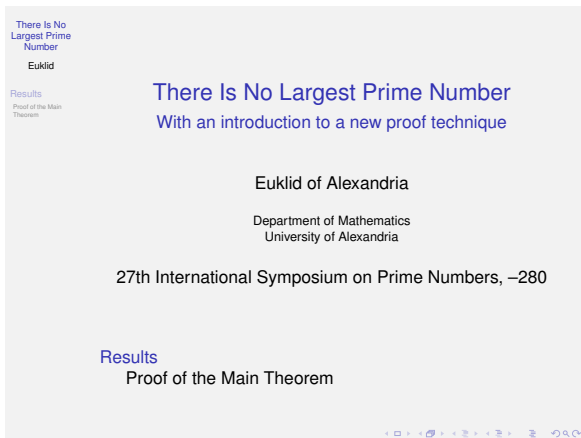 There Is No
Largest Prime
Number
Euklid
Results
Proof of the Main
Theorem
There Is No Largest Prime Number
With an introduction to a new proof technique
Euklid of Alexandria
Department of Mathematics
University of Alexandria
27th International Symposium on Prime Numbers, –280
Results
Proof of the Main Theorem